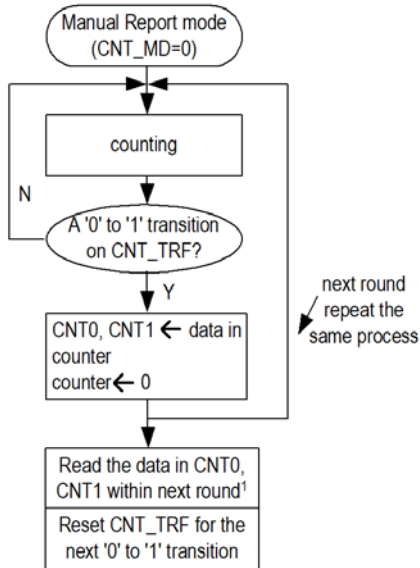 Manual Report mode
(CNT_MD=0)
counting
N
A '0' to '1' transition
on CNT_TRF?
Y
next round
repeat the
same process
CNT0, CNT1 ← data in
counter
counter← 0
Read the data in CNT0,
CNT1 within next round¹
Reset CNT_TRF for the
next '0' to '1' transition